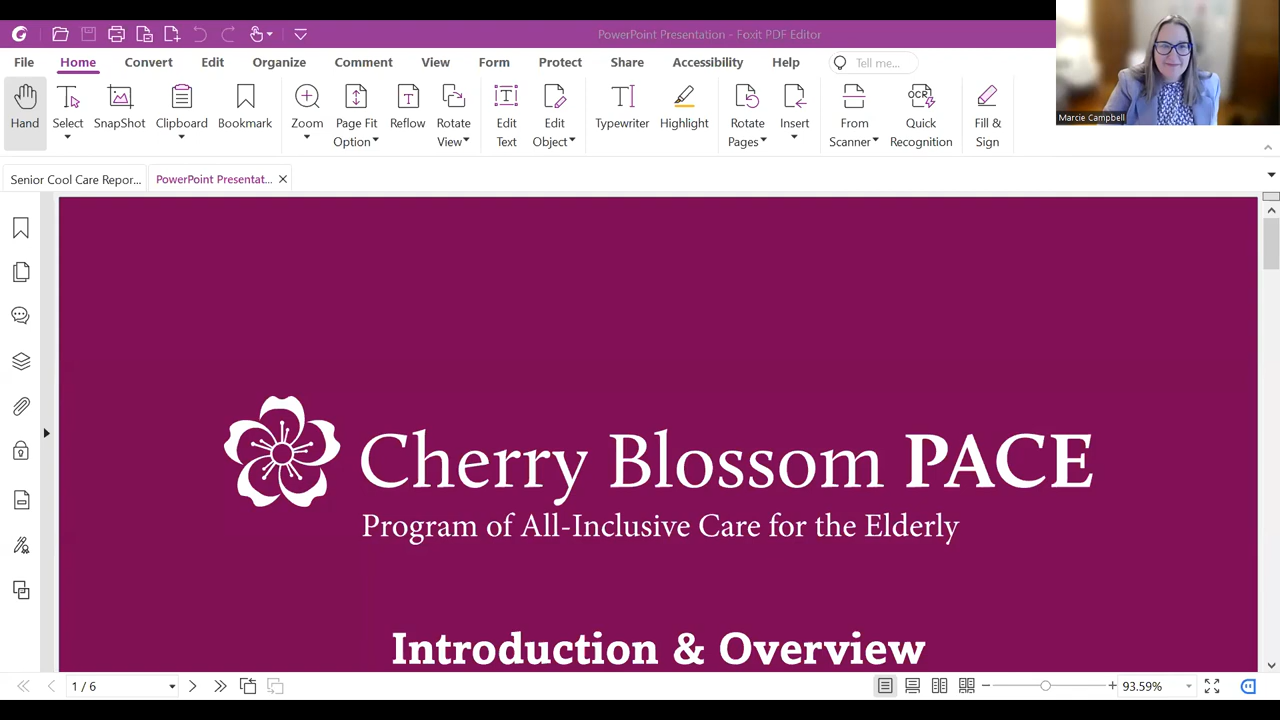 PowerPoint Presentation - Foxit PDF Editor
File Home Convert Edit Organize Comment View Form Protect Share Accessibility Help Tell me...
Marcie Campbell
Hand Select SnapShot Clipboard Bookmark Zoom Page Fit Option Reflow Rotate View Edit Text Edit Object Typewriter Highlight Rotate Pages Insert From Scanner OCR Quick Recognition Fill & Sign
Senior Cool Care Repor... PowerPoint Presentat...
Cherry Blossom PACE
Program of All-Inclusive Care for the Elderly
Introduction & Overview
1 / 6 93.59%